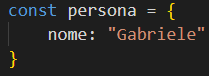 const persona = {
    nome: "Gabriele"
}